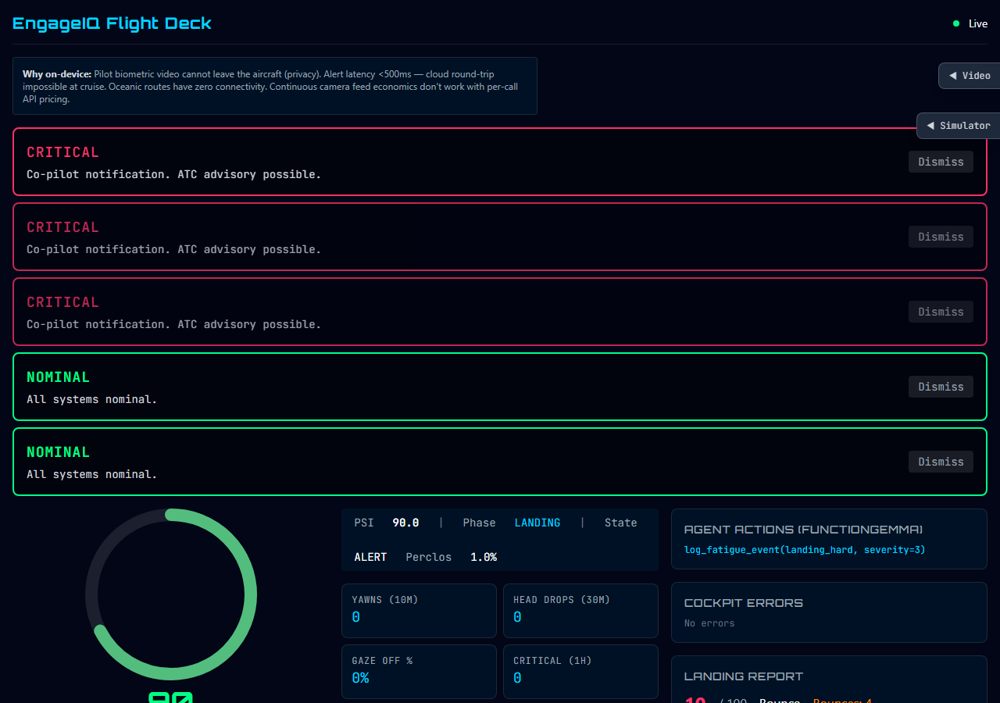 EngageIQ Flight Deck
Live
Why on-device: Pilot biometric video cannot leave the aircraft (privacy). Alert latency <500ms — cloud round-trip
impossible at cruise. Oceanic routes have zero connectivity. Continuous camera feed economics don't work with per-call
API pricing.
◀ Video
◀ Simulator
CRITICAL
Co-pilot notification. ATC advisory possible.
Dismiss
CRITICAL
Co-pilot notification. ATC advisory possible.
Dismiss
CRITICAL
Co-pilot notification. ATC advisory possible.
Dismiss
NOMINAL
All systems nominal.
Dismiss
NOMINAL
All systems nominal.
Dismiss
90
PSI 90.0 | Phase LANDING | State
ALERT Perclos 1.0%
YAWNS (10M)
0
HEAD DROPS (30M)
0
GAZE OFF %
0%
CRITICAL (1H)
0
AGENT ACTIONS (FUNCTIONGEMMA)
log_fatigue_event(landing_hard, severity=3)
COCKPIT ERRORS
No errors
LANDING REPORT
10 / 100 Bounce Bounces: 4